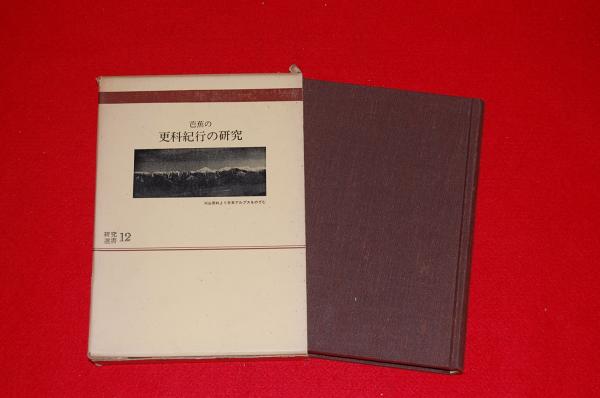 芭蕉の
更科紀行の研究
研究
選書 12